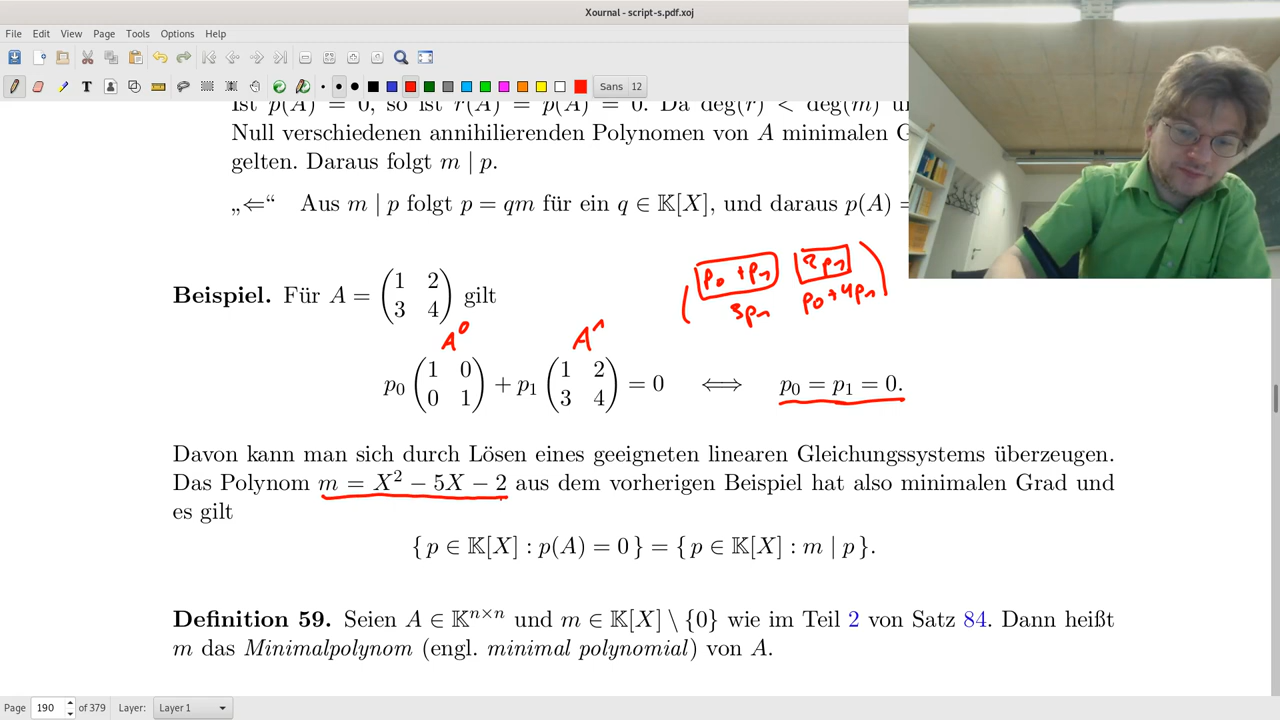 Xournal - script-s.pdf.xoj
File Edit View Page Tools Options Help
Sans 12
Ist p(A) = 0, so ist r(A) = p(A) = 0. Da deg(r) < deg(m) u
Null verschiedenen annihilierenden Polynomen von A minimalen G
gelten. Daraus folgt m | p.
„⇐“ Aus m | p folgt p = qm für ein q ∈ 𝕂[X], und daraus p(A) =
p₀ + p₁ 2p₁
3p₁ p₀+4p₁
Beispiel. Für A = (1 2
3 4) gilt
A⁰ A¹
p₀ (1 0
0 1) + p₁ (1 2
3 4) = 0 ⟺ p₀ = p₁ = 0.
Davon kann man sich durch Lösen eines geeigneten linearen Gleichungssystems überzeugen.
Das Polynom m = X² − 5X − 2 aus dem vorherigen Beispiel hat also minimalen Grad und
es gilt
{ p ∈ 𝕂[X] : p(A) = 0 } = { p ∈ 𝕂[X] : m | p }.
Definition 59. Seien A ∈ 𝕂ⁿˣⁿ und m ∈ 𝕂[X] \ {0} wie im Teil 2 von Satz 84. Dann heißt
m das Minimalpolynom (engl. minimal polynomial) von A.
Page 190 of 379 Layer: Layer 1